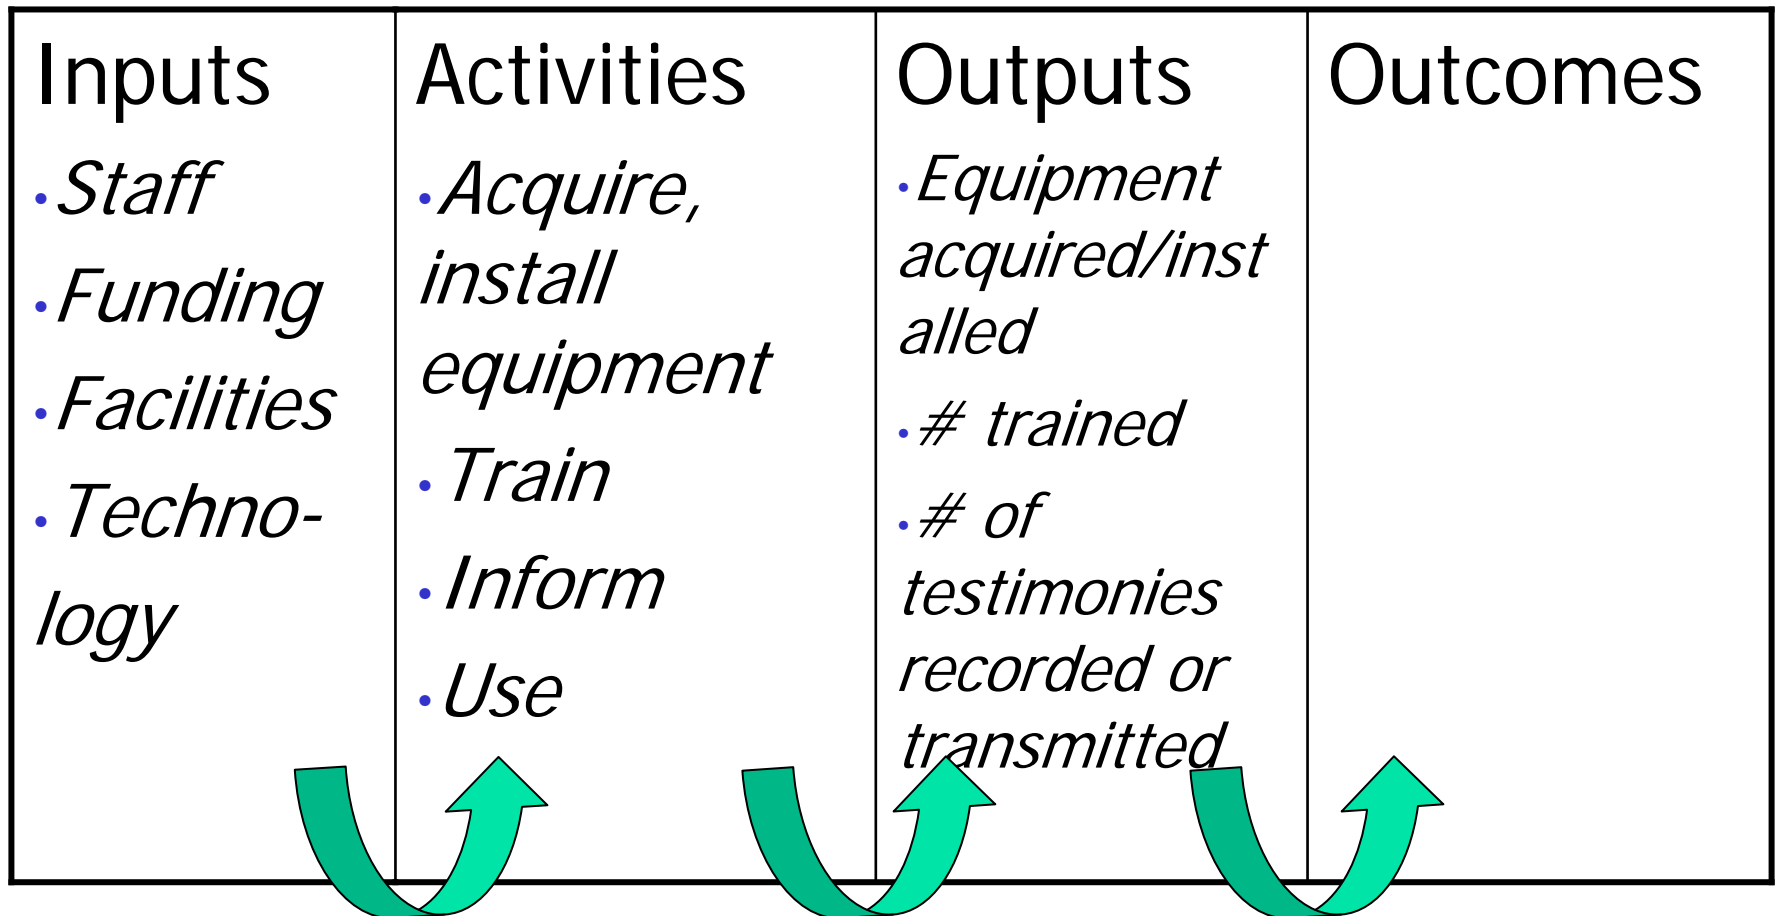 Inputs
•Staff
•Funding
•Facilities
•Techno-
logy
Activities
•Acquire,
install
equipment
•Train
•Inform
•Use
Outputs
•Equipment
acquired/inst
alled
•# trained
•# of
testimonies
recorded or
transmitted
Outcomes